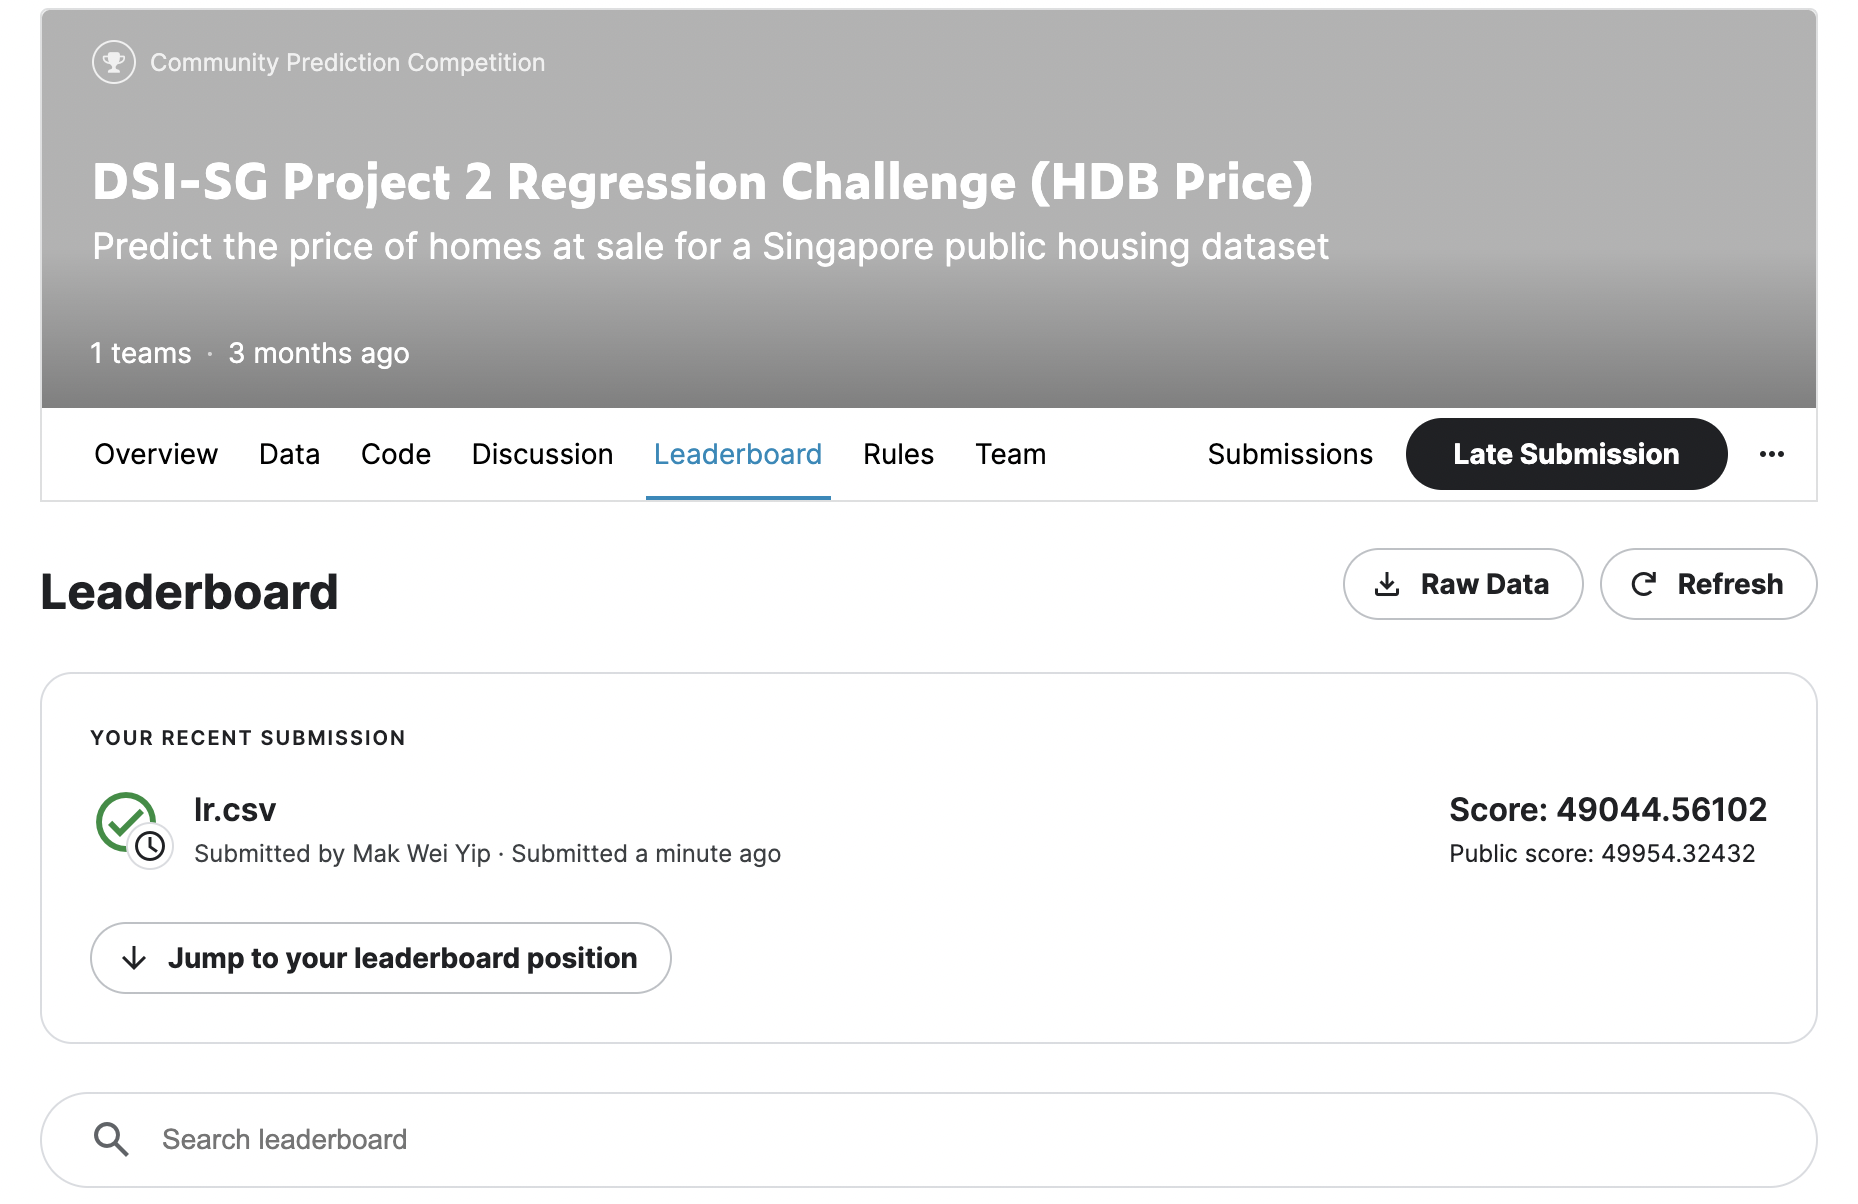 Community Prediction Competition
DSI-SG Project 2 Regression Challenge (HDB Price)
Predict the price of homes at sale for a Singapore public housing dataset
1 teams · 3 months ago
Overview Data Code Discussion Leaderboard Rules Team Submissions Late Submission ...
Leaderboard
Raw Data Refresh
YOUR RECENT SUBMISSION
lr.csv Score: 49044.56102
Submitted by Mak Wei Yip · Submitted a minute ago Public score: 49954.32432
Jump to your leaderboard position
Search leaderboard